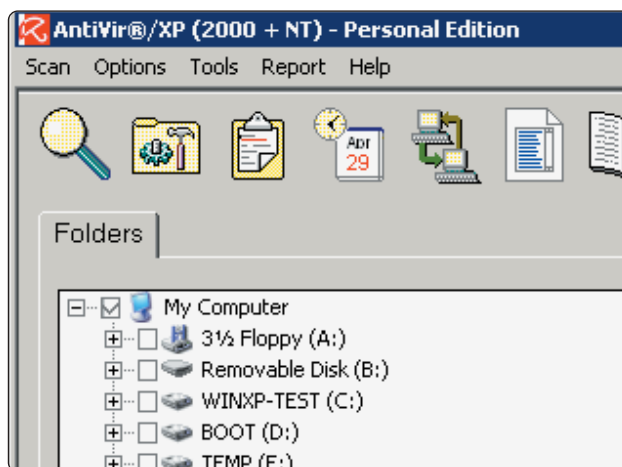 AntiVir®/XP (2000 + NT) - Personal Edition
Scan Options Tools Report Help
Apr
29
Folders
My Computer
3½ Floppy (A:)
Removable Disk (B:)
WINXP-TEST (C:)
BOOT (D:)
TEMP (E:)